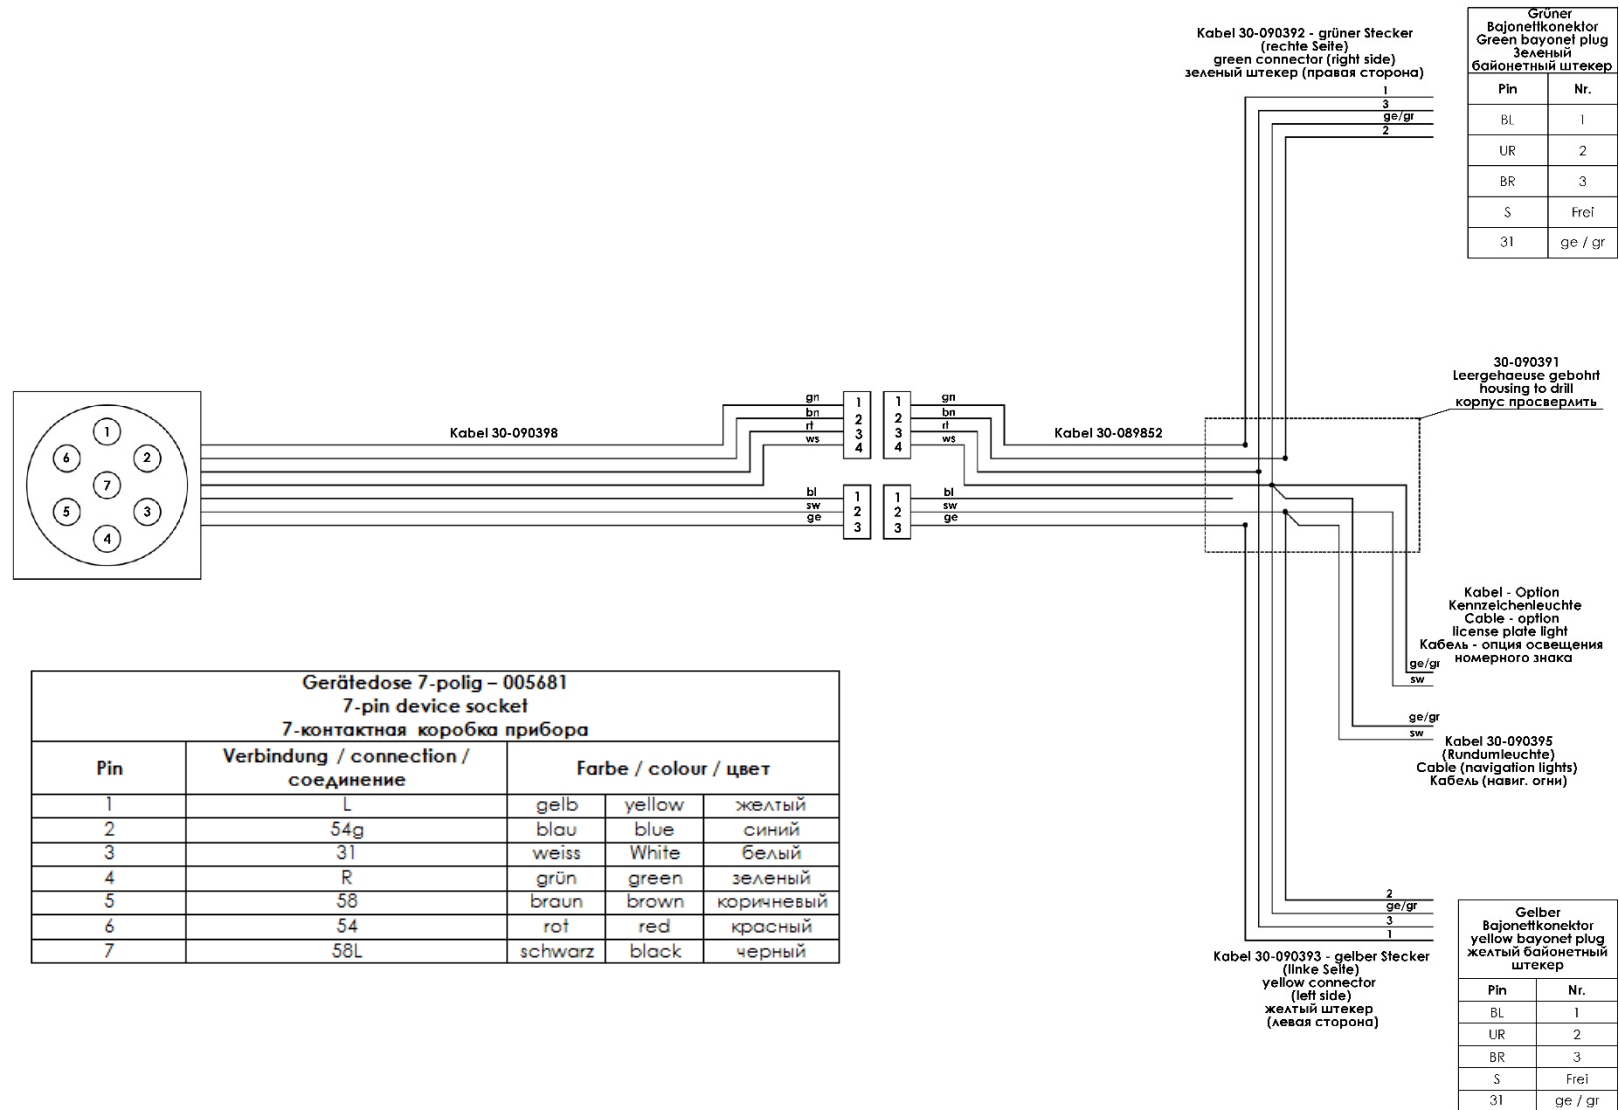 Kabel 30-090392 - grüner Stecker
(rechte Seite)
green connector (right side)
зеленый штекер (правая сторона)
1
3
ge/gr
2
Grüner
Bajonettkonektor
Green bayonet plug
Зеленый
байонетный штекер
Pin Nr.
BL 1
UR 2
BR 3
S Frei
31 ge / gr
30-090391
Leergehaeuse gebohrt
housing to drill
корпус просверлить
1
6 2
7
5 3
4
Kabel 30-090398
gn
bn
rt
ws
1
2
3
4
bl
sw
ge
1
2
3
1
2
3
4
gn
bn
rt
ws
Kabel 30-089852
1
2
3
bl
sw
ge
Kabel - Option
Kennzeichenleuchte
Cable - option
license plate light
Кабель - опция освещения
номерного знака
ge/gr
sw
ge/gr
sw
Kabel 30-090395
(Rundumleuchte)
Cable (navigation lights)
Кабель (навиг. огни)
Gerätedose 7-polig – 005681
7-pin device socket
7-контактная коробка прибора
Pin Verbindung / connection / Farbe / colour / цвет
соединение
1 L gelb yellow желтый
2 54g blau blue синий
3 31 weiss White белый
4 R grün green зеленый
5 58 braun brown коричневый
6 54 rot red красный
7 58L schwarz black черный
2
ge/gr
3
1
Kabel 30-090393 - gelber Stecker
(linke Seite)
yellow connector
(left side)
желтый штекер
(левая сторона)
Gelber
Bajonettkonektor
yellow bayonet plug
желтый байонетный
штекер
Pin Nr.
BL 1
UR 2
BR 3
S Frei
31 ge / gr